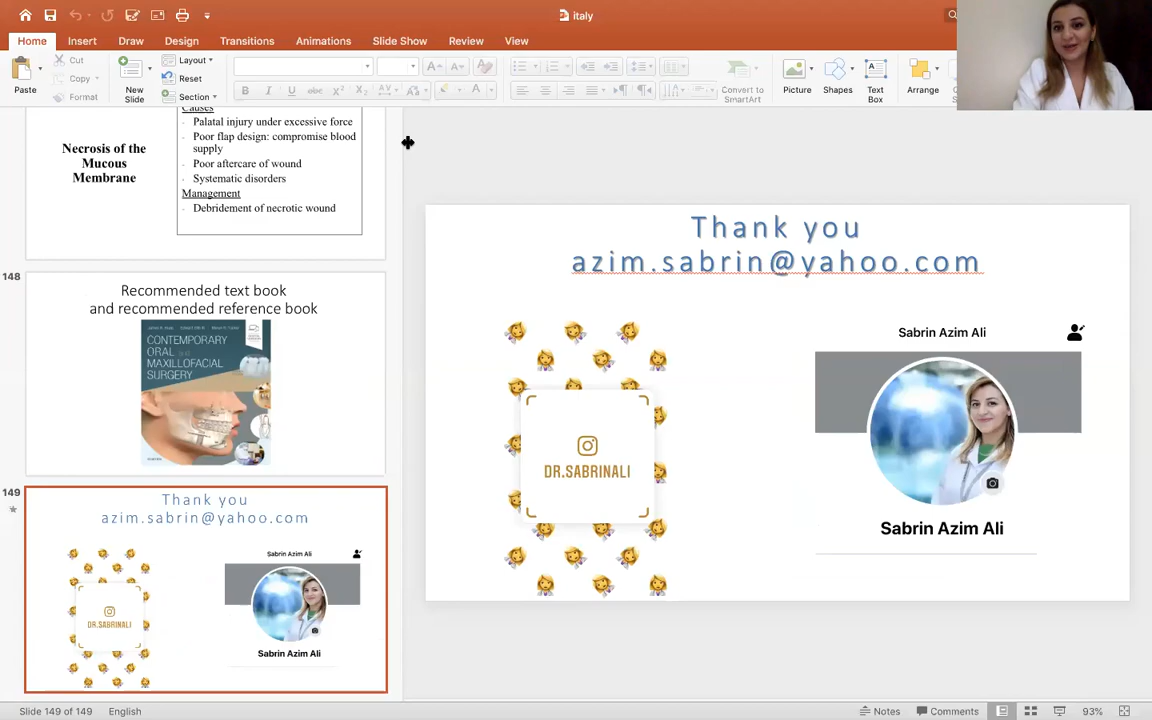 italy
Home Insert Draw Design Transitions Animations Slide Show Review View
Paste
Cut
Copy
Format
New
Slide
Layout
Reset
Section
Convert to
SmartArt
Picture
Shapes
Text
Box
Arrange
Necrosis of the
Mucous
Membrane
Causes
- Palatal injury under excessive force
- Poor flap design: compromise blood
supply
- Poor aftercare of wound
- Systematic disorders
Management
- Debridement of necrotic wound
148
Recommended text book
and recommended reference book
CONTEMPORARY
ORAL AND
MAXILLOFACIAL
SURGERY
149
Thank you
azim.sabrin@yahoo.com
DR.SABRINALI
Sabrin Azim Ali
Sabrin Azim Ali
Thank you
azim.sabrin@yahoo.com
DR.SABRINALI
Sabrin Azim Ali
Sabrin Azim Ali
Slide 149 of 149 English
Notes Comments 93%